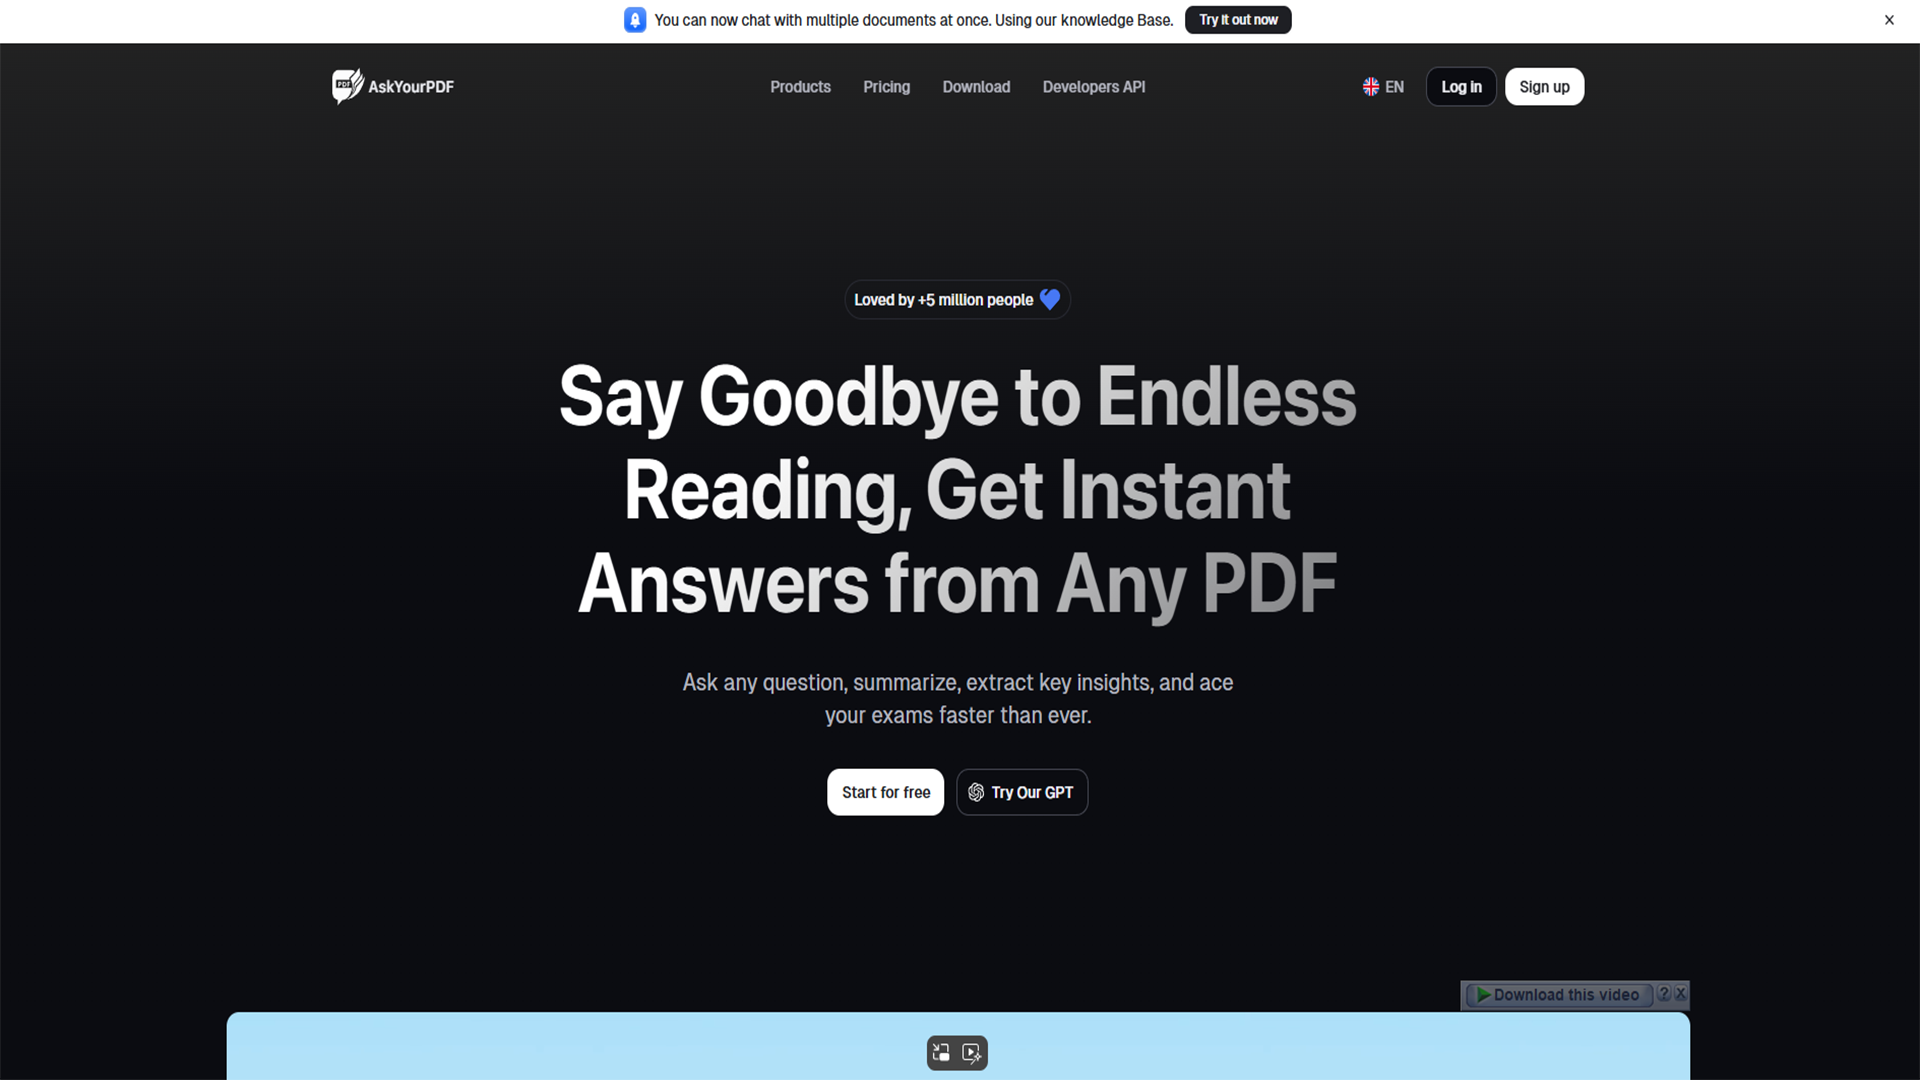 You can now chat with multiple documents at once. Using our knowledge Base. Try it out now
PDF AskYourPDF Products Pricing Download Developers API EN Log in Sign up
Loved by +5 million people
Say Goodbye to Endless
Reading, Get Instant
Answers from Any PDF
Ask any question, summarize, extract key insights, and ace
your exams faster than ever.
Start for free Try Our GPT
Download this video ? X